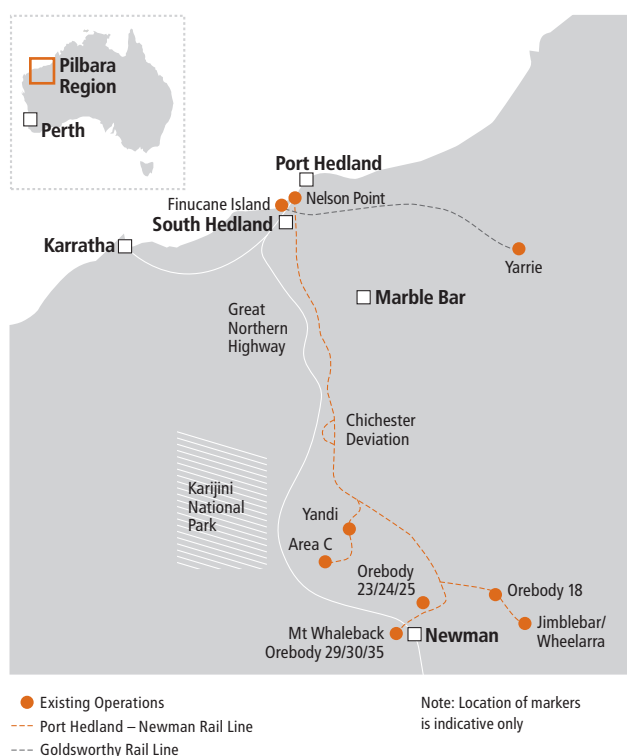 Pilbara
Region
Perth
Port Hedland
Finucane Island
Nelson Point
South Hedland
Karratha
Yarrie
Marble Bar
Great
Northern
Highway
Chichester
Deviation
Karijini
National
Park
Yandi
Area C
Orebody
23/24/25
Orebody 18
Jimblebar/
Wheelarra
Mt Whaleback
Orebody 29/30/35
Newman
Existing Operations
Port Hedland – Newman Rail Line
Goldsworthy Rail Line
Note: Location of markers
is indicative only